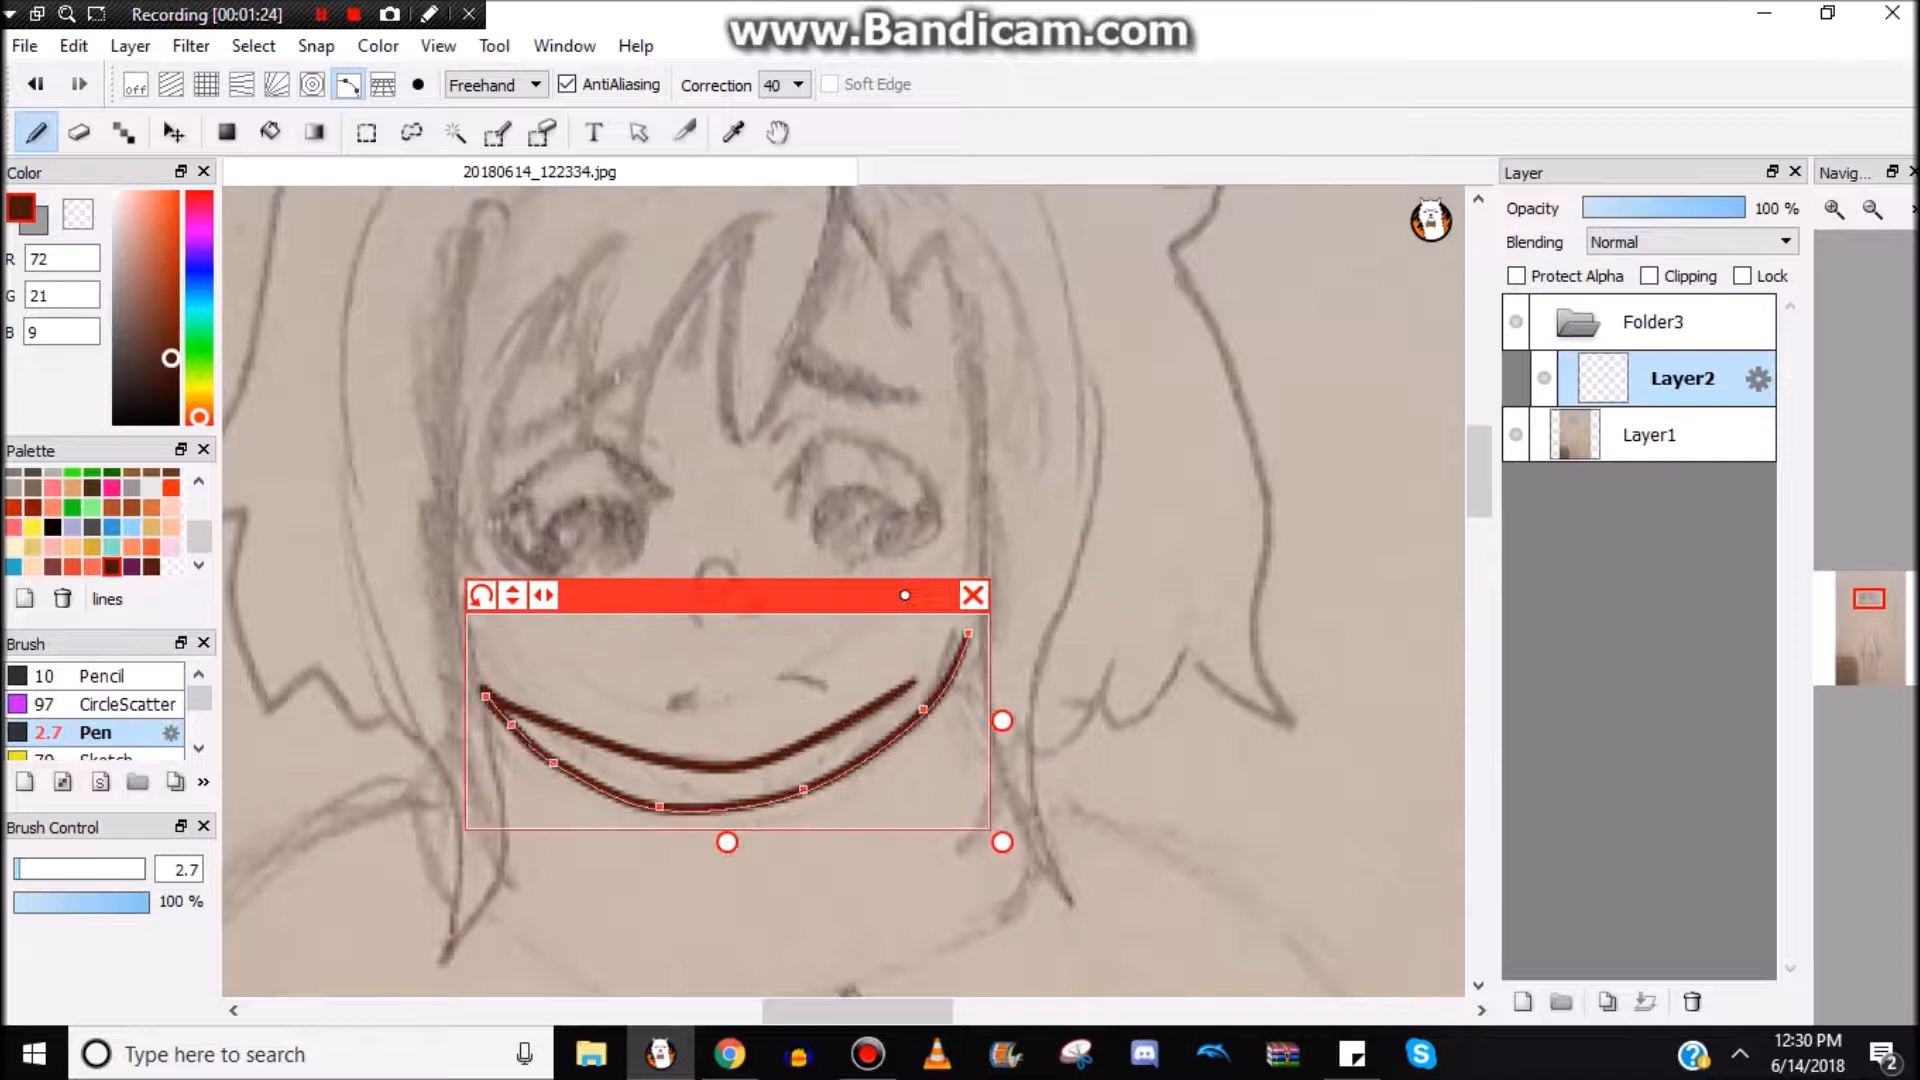 Recording [00:01:24]
www.Bandicam.com
File Edit Layer Filter Select Snap Color View Tool Window Help
off Freehand AntiAliasing Correction 40 Soft Edge
Color
20180614_122334.jpg
Layer
Navig...
R 72
G 21
B 9
Opacity 100 %
Blending Normal
Protect Alpha Clipping Lock
Folder3
Layer2
Layer1
Palette
lines
Brush
10 Pencil
97 CircleScatter
2.7 Pen
S
Brush Control
2.7
100 %
Type here to search
12:30 PM
6/14/2018
2